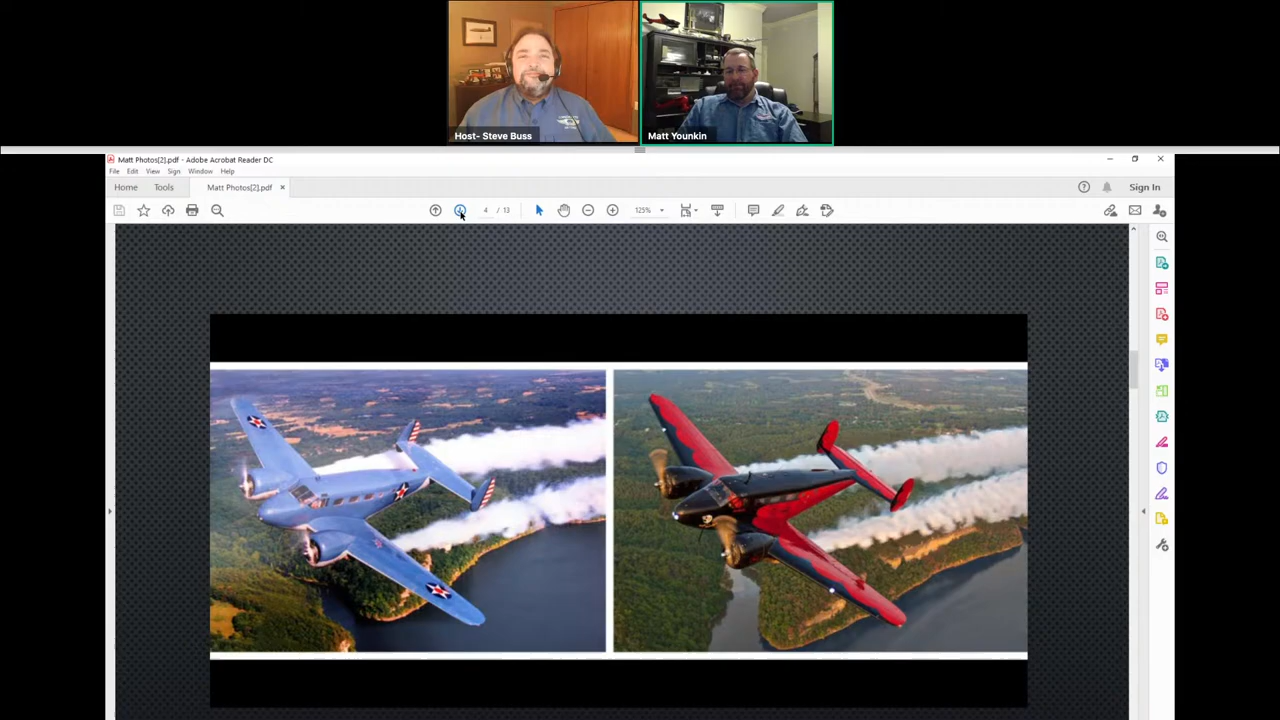 Host- Steve Buss
Matt Younkin
Matt Photos[2].pdf - Adobe Acrobat Reader DC
File Edit View Sign Window Help
Home Tools Matt Photos[2].pdf × Sign In
4 / 13 125%